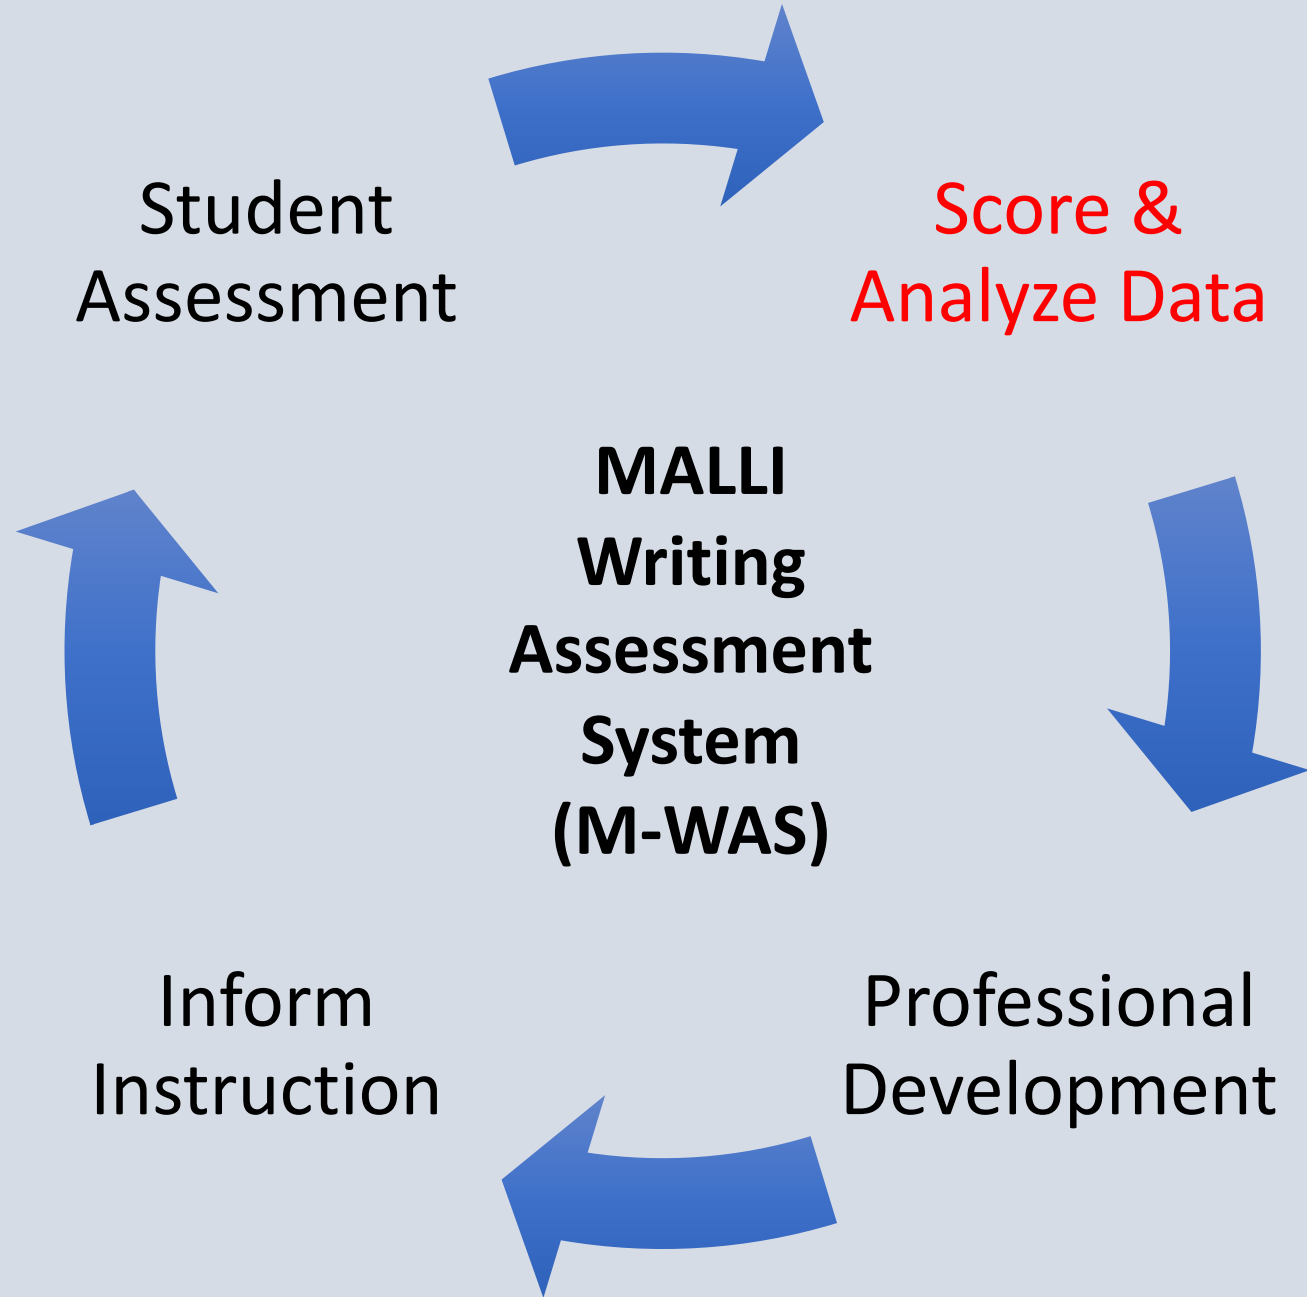 Student
Assessment
Score &
Analyze Data
MALLI
Writing
Assessment
System
(M-WAS)
Inform
Instruction
Professional
Development